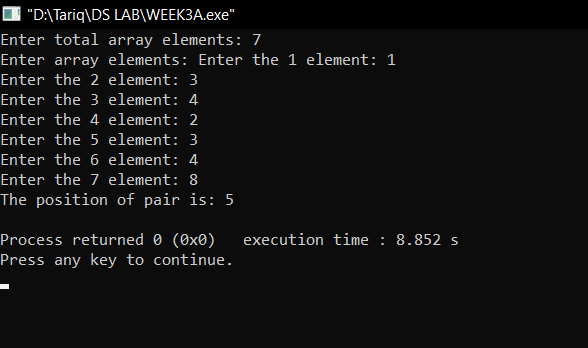 "D:\Tariq\DS LAB\WEEK3A.exe"
Enter total array elements: 7
Enter array elements: Enter the 1 element: 1
Enter the 2 element: 3
Enter the 3 element: 4
Enter the 4 element: 2
Enter the 5 element: 3
Enter the 6 element: 4
Enter the 7 element: 8
The position of pair is: 5
Process returned 0 (0x0)   execution time : 8.852 s
Press any key to continue.